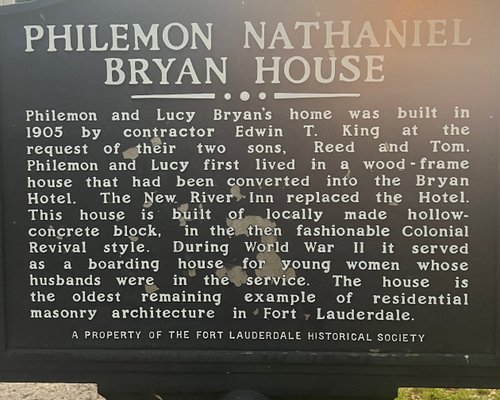 PHILEMON NATHANIEL
BRYAN HOUSE
Philemon and Lucy Bryan's home was built in
1905 by contractor Edwin T. King at the
request of their two sons, Reed and Tom.
Philemon and Lucy first lived in a wood-frame
house that had been converted into the Bryan
Hotel. The New River Inn replaced the Hotel.
This house is built of locally made hollow-
concrete block, in the then fashionable Colonial
Revival style. During World War II it served
as a boarding house for young women whose
husbands were in the service. The house is
the oldest remaining example of residential
masonry architecture in Fort Lauderdale.
A PROPERTY OF THE FORT LAUDERDALE HISTORICAL SOCIETY